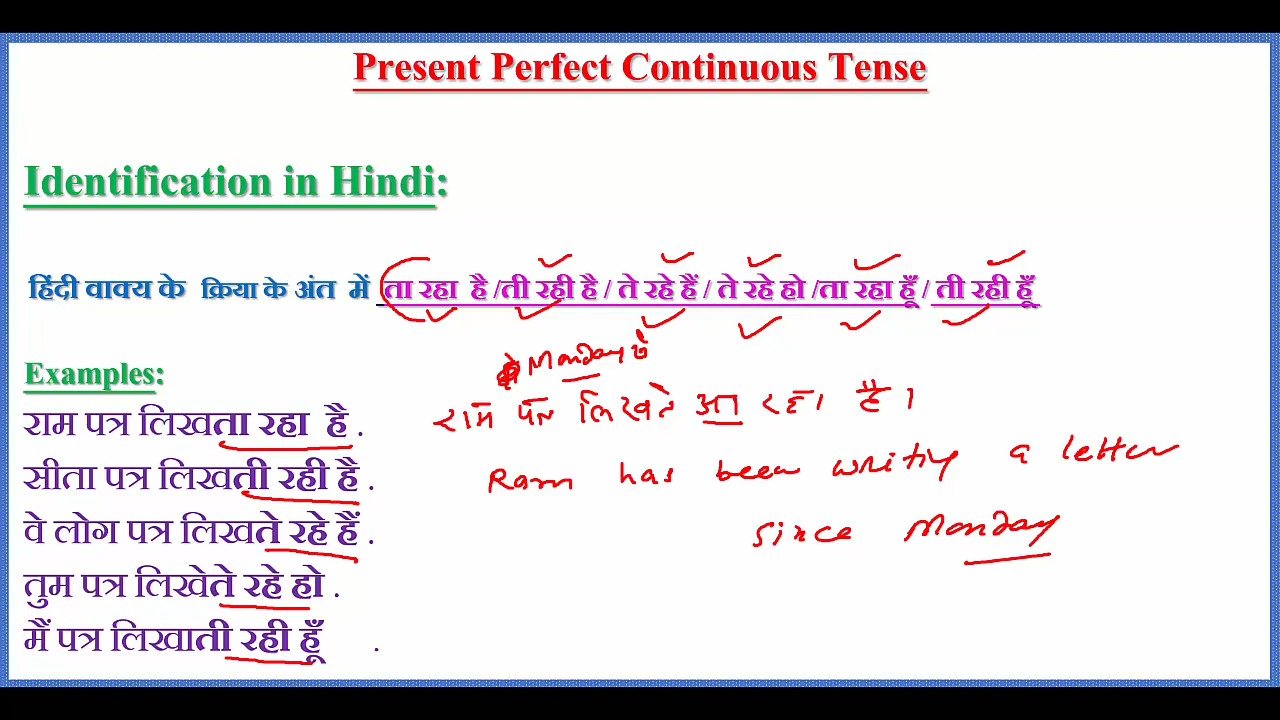 Present Perfect Continuous Tense
Identification in Hindi:
हिंदी वाक्य के क्रिया के अंत में ता रहा है /ती रही है / ते रहे हैं / ते रहे हो /ता रहा हूँ / ती रही हूँ
Monday से
Examples:
राम पत्र लिखते आ रहा है।
राम पत्र लिखता रहा है .
Ram has been writing a letter
सीता पत्र लिखती रही है .
since Monday
वे लोग पत्र लिखते रहे हैं .
तुम पत्र लिखेते रहे हो .
मैं पत्र लिखाती रही हूँ .